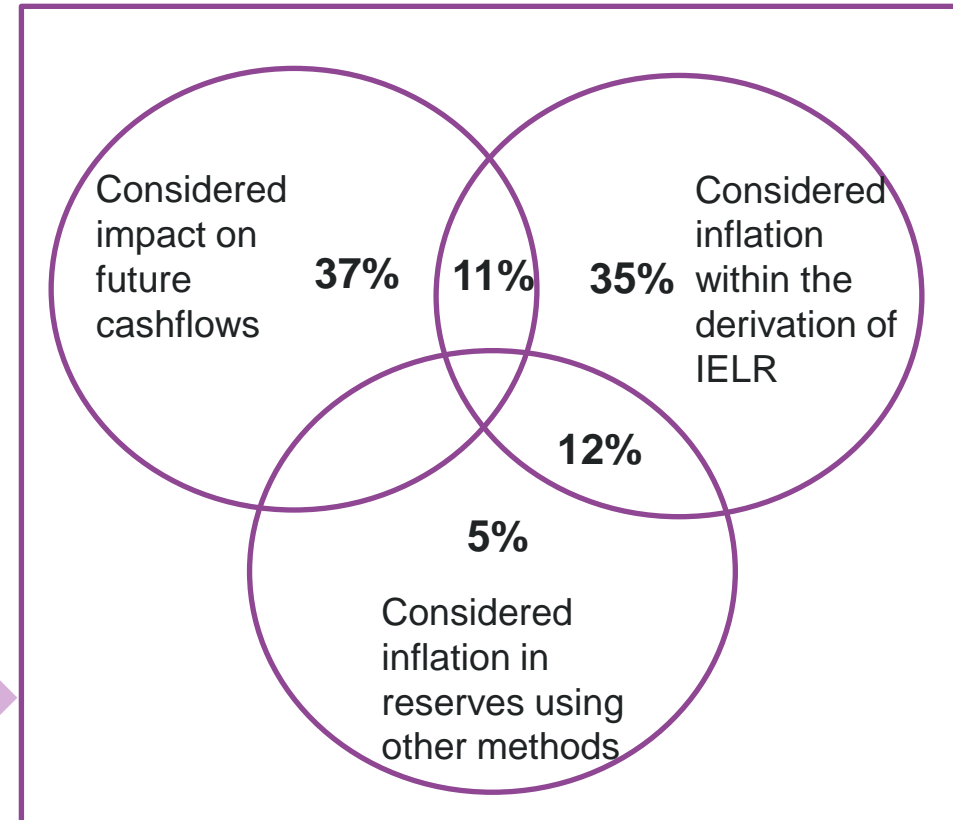 Considered
impact on
future
cashflows
37%
11%
35%
Considered
inflation
within the
derivation of
IELR
12%
5%
Considered
inflation in
reserves using
other methods